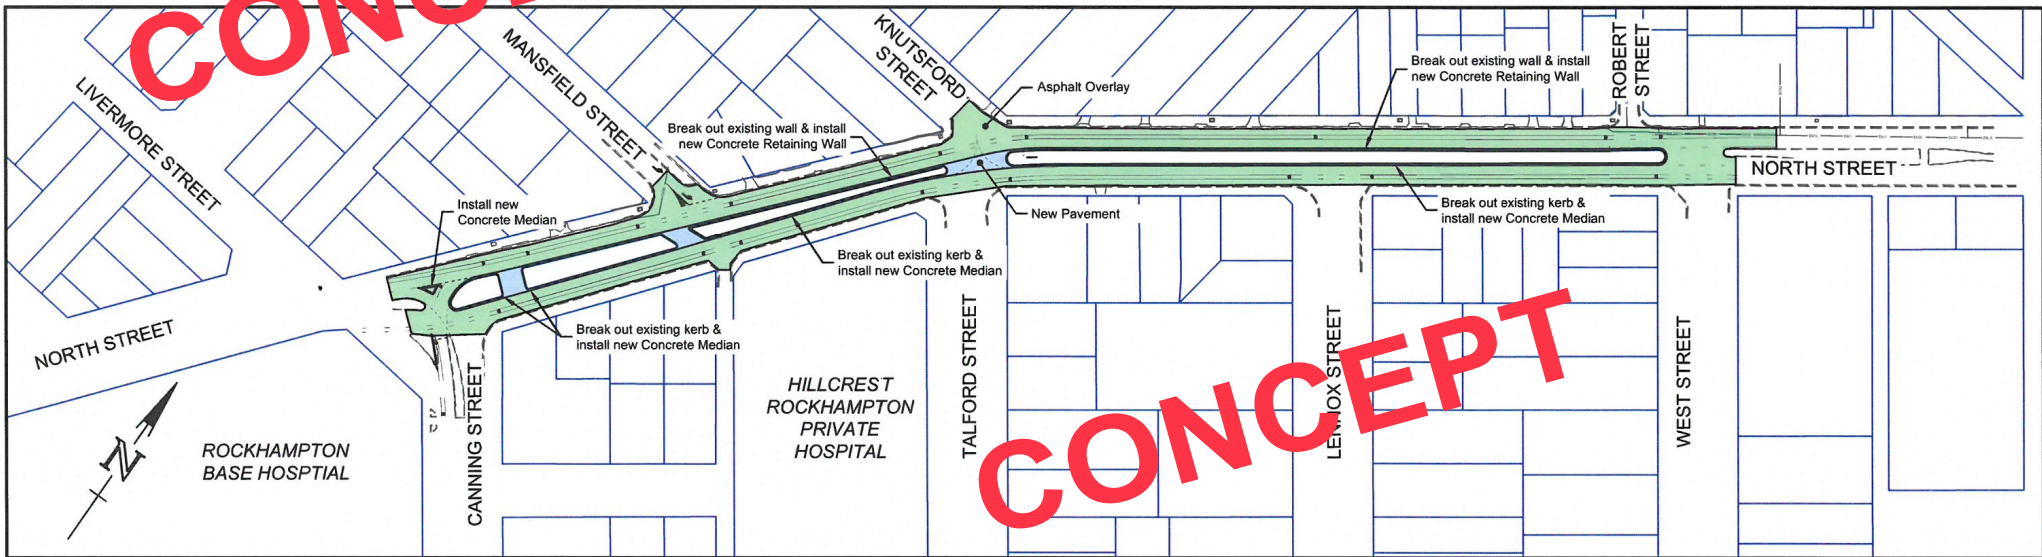 CONCEPT
LIVERMORE STREET
MANSFIELD STREET
KNUTSFORD
STREET
Asphalt Overlay
Break out existing wall & install
new Concrete Retaining Wall
ROBERT
STREET
Break out existing wall & install
new Concrete Retaining Wall
NORTH STREET
Install new
Concrete Median
New Pavement
Break out existing kerb &
install new Concrete Median
Break out existing kerb &
install new Concrete Median
Break out existing kerb &
install new Concrete Median
NORTH STREET
N
ROCKHAMPTON
BASE HOSPTIAL
CANNING STREET
HILLCREST
ROCKHAMPTON
PRIVATE
HOSPITAL
TALFORD STREET
LENNOX STREET
WEST STREET
CONCEPT